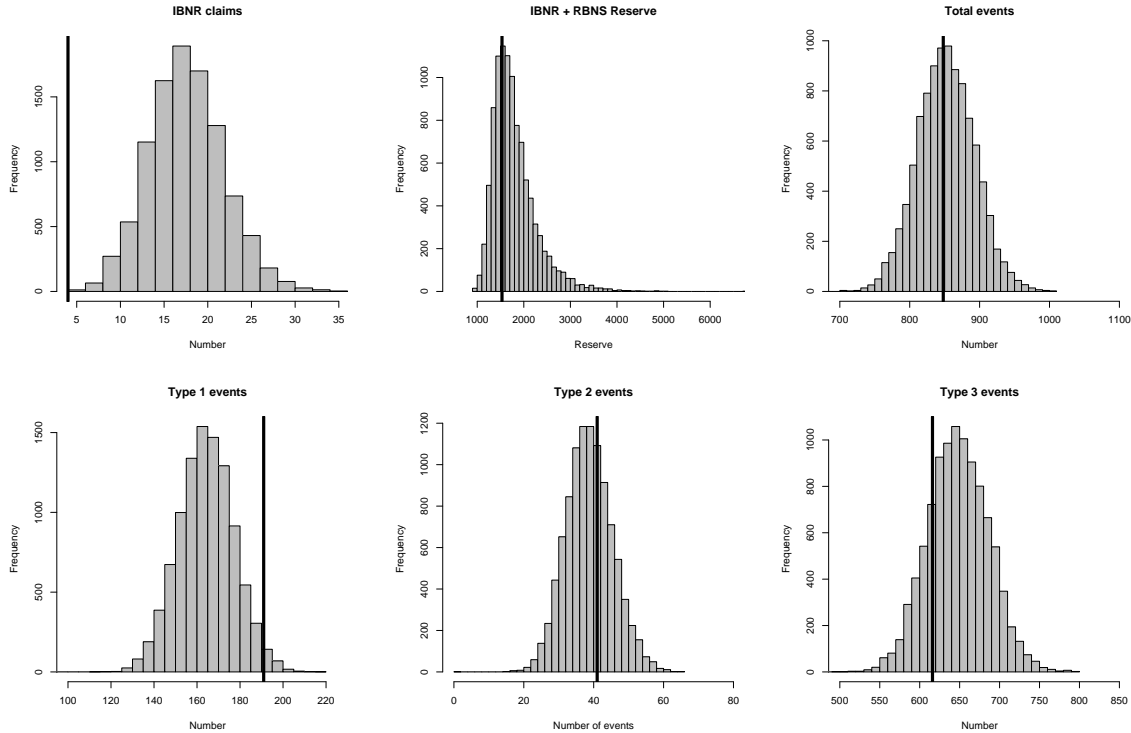 IBNR claims
Frequency
0 500 1000 1500
5 10 15 20 25 30 35
Number
IBNR + RBNS Reserve
Frequency
0 200 400 600 800 1000
1000 2000 3000 4000 5000 6000
Reserve
Total events
Frequency
0 200 400 600 800 1000
700 800 900 1000 1100
Number
Type 1 events
Frequency
0 500 1000 1500
100 120 140 160 180 200 220
Number
Type 2 events
Frequency
0 200 400 600 800 1000 1200
0 20 40 60 80
Number of events
Type 3 events
Frequency
0 200 400 600 800 1000
500 550 600 650 700 750 800 850
Number